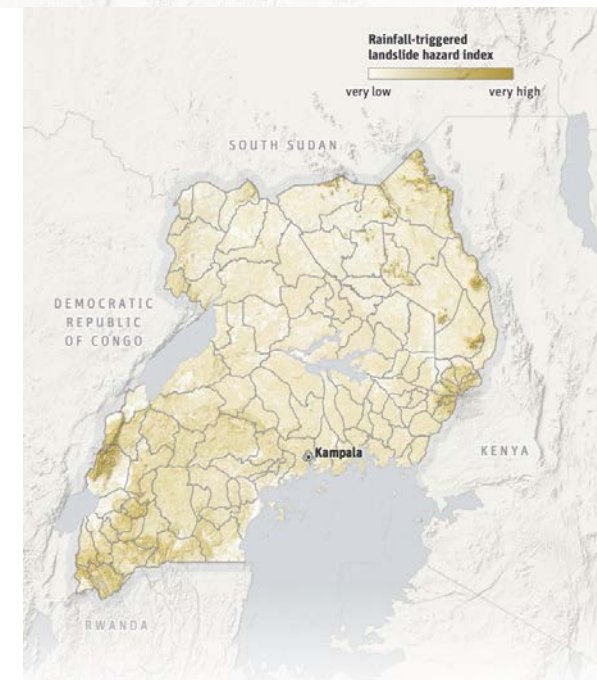 Rainfall-triggered
landslide hazard index
very low very high
SOUTH SUDAN
DEMOCRATIC
REPUBLIC
OF CONGO
Kampala
KENYA
RWANDA